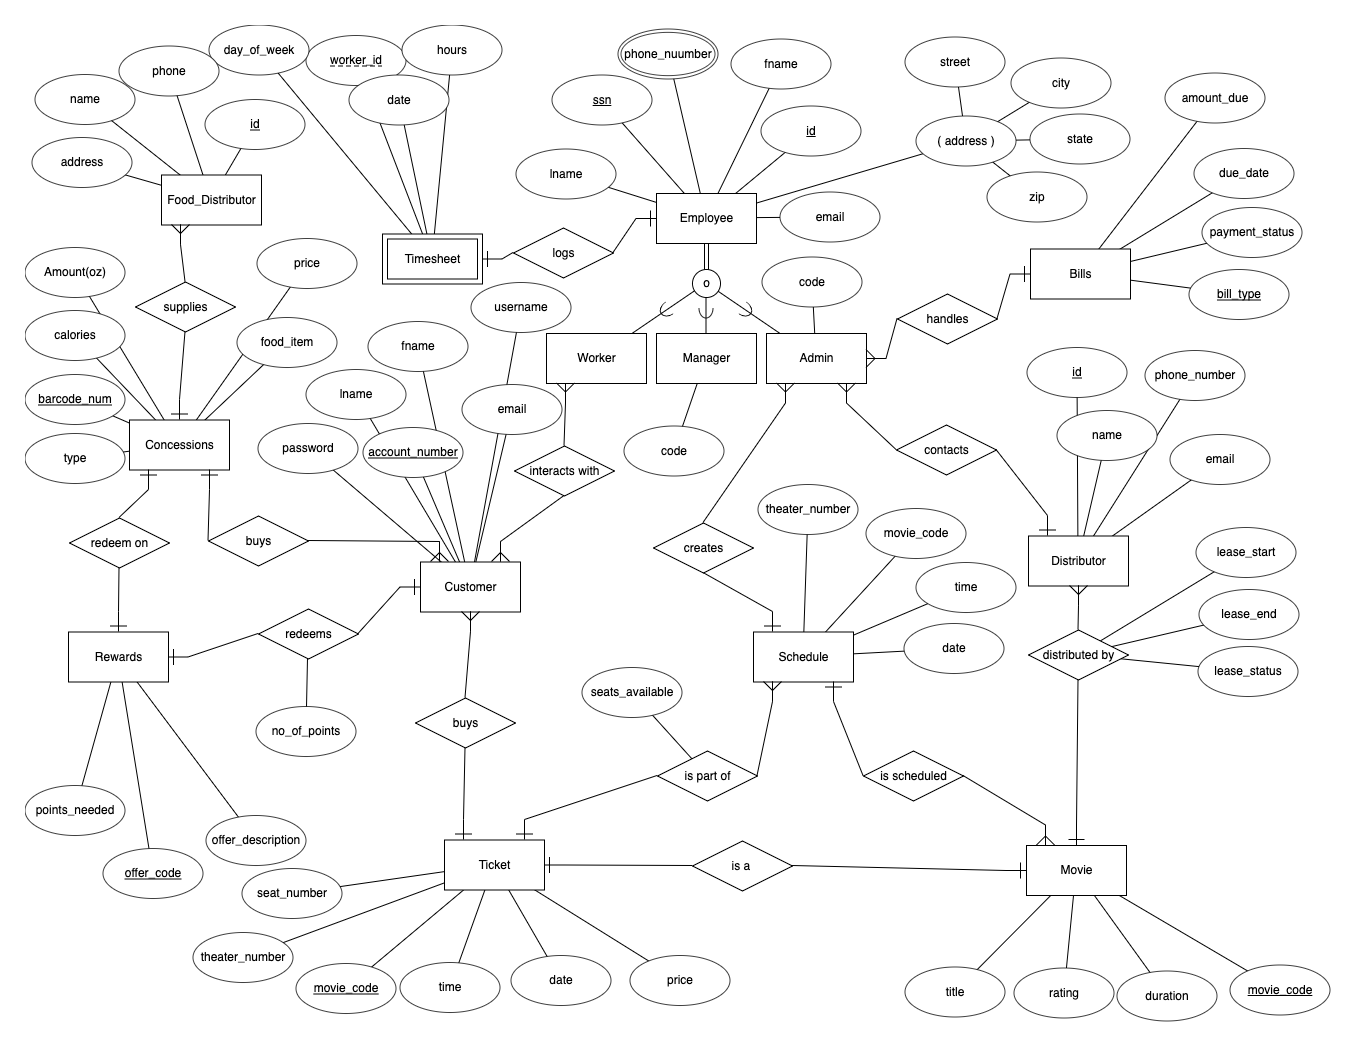 day_of_week
worker_id
hours
phone_nuumber
fname
street
city
phone
name
date
ssn
id
id
( address )
state
amount_due
address
lname
zip
due_date
Food_Distributor
Employee
email
payment_status
Timesheet
logs
Amount(oz)
price
o
code
Bills
bill_type
supplies
username
handles
calories
food_item
fname
Worker
Manager
Admin
id
phone_number
barcode_num
lname
email
name
Concessions
type
password
account_number
interacts with
code
contacts
email
redeem on
buys
theater_number
movie_code
creates
Distributor
lease_start
Customer
time
lease_end
Rewards
redeems
Schedule
date
distributed by
lease_status
seats_available
no_of_points
buys
is part of
is scheduled
points_needed
offer_description
offer_code
Ticket
is a
Movie
seat_number
theater_number
movie_code
time
date
price
title
rating
duration
movie_code